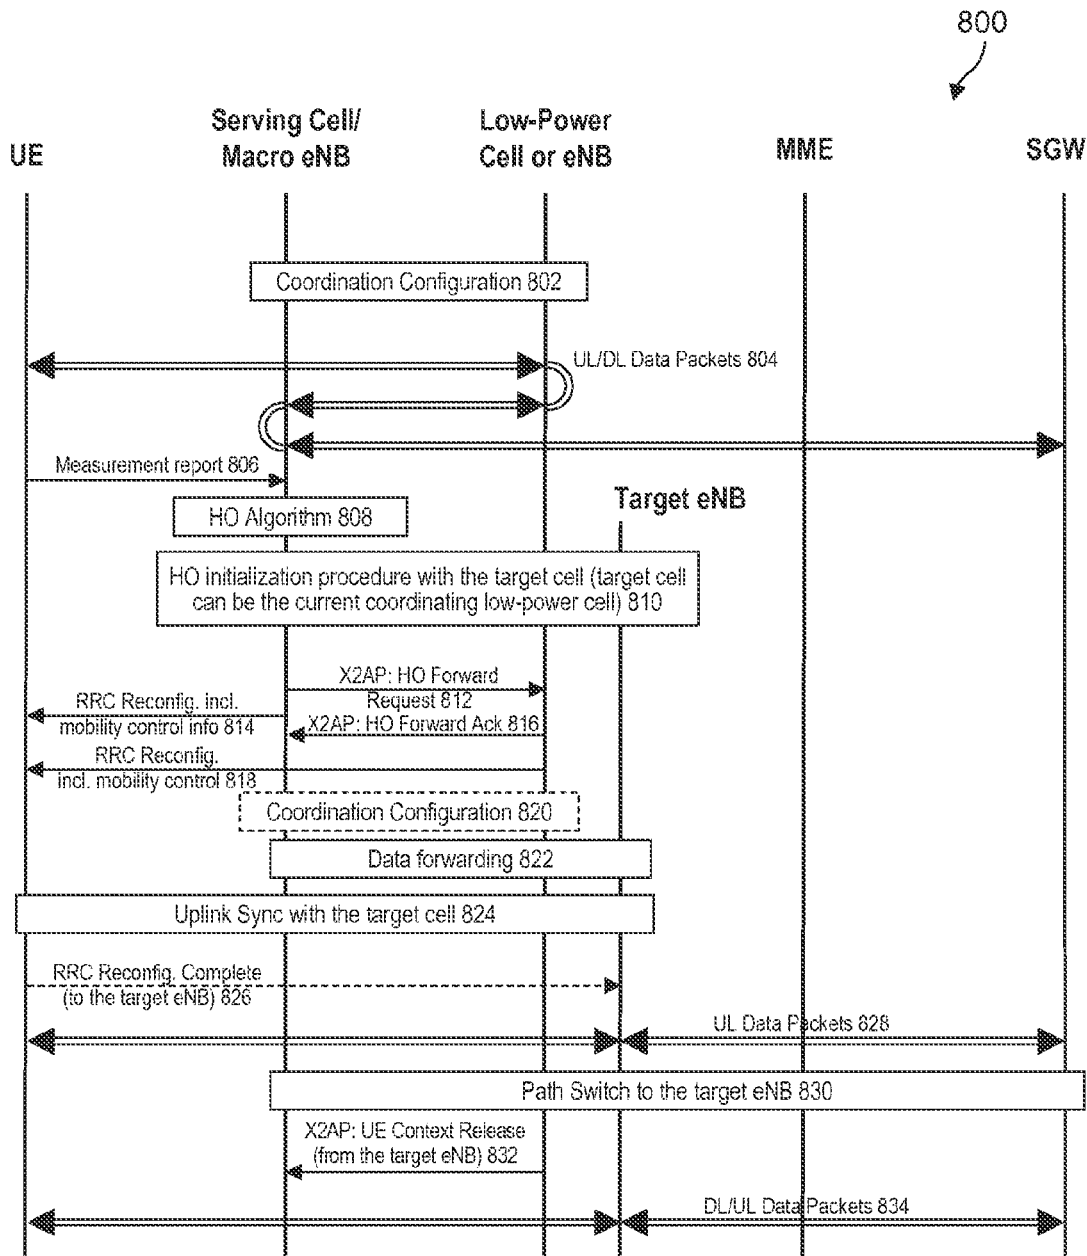 800
Serving Cell/
Low-Power
UE
Macro eNB
Cell or eNB
MME
SGW
Coordination Configuration 802
UL/DL Data Packets 804
Measurement report 806
Target eNB
HO Algorithm 808
HO initialization procedure with the target cell (target cell
can be the current coordinating low-power cell) 810
X2AP: HO Forward
Request 812
RRC Reconfig. incl.
mobility control info 814
X2AP: HO Forward Ack 816
RRC Reconfig.
incl. mobility control 818
Coordination Configuration 820
Data forwarding 822
Uplink Sync with the target cell 824
RRC Reconfig. Complete
(to the target eNB) 826
UL Data Packets 828
Path Switch to the target eNB 830
X2AP: UE Context Release
(from the target eNB) 832
DL/UL Data Packets 834